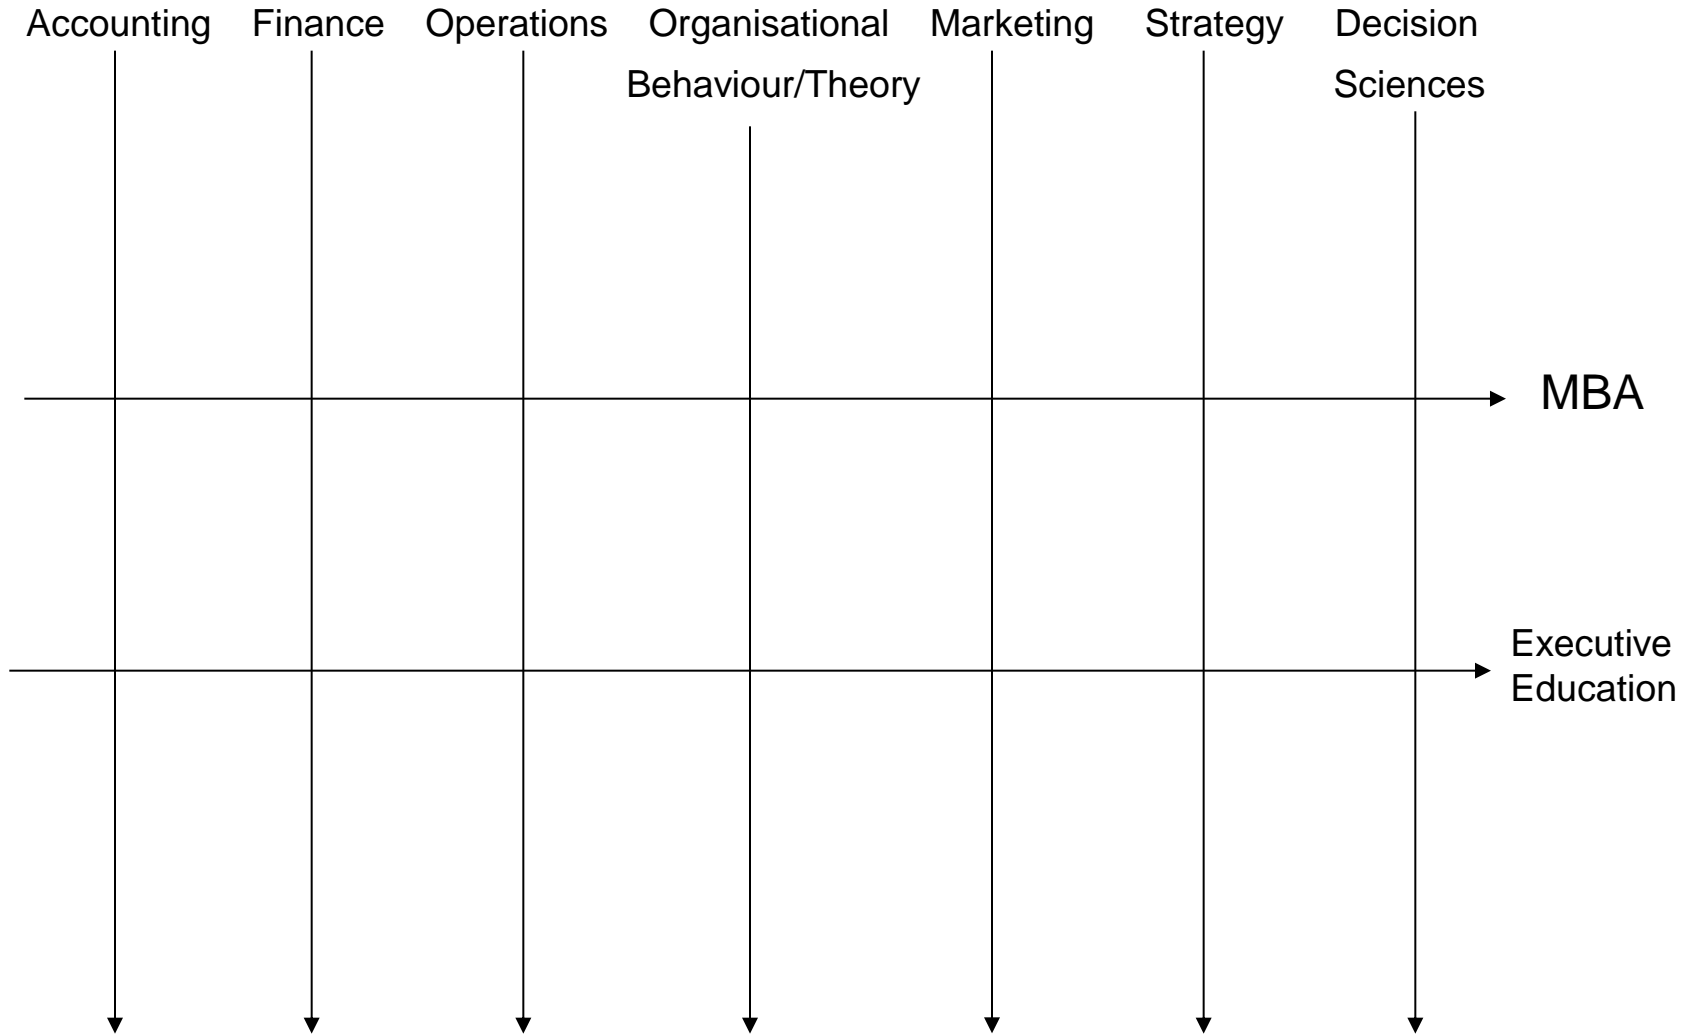 Accounting Finance Operations Organisational Marketing Strategy Decision
Behaviour/Theory Sciences
MBA
Executive
Education